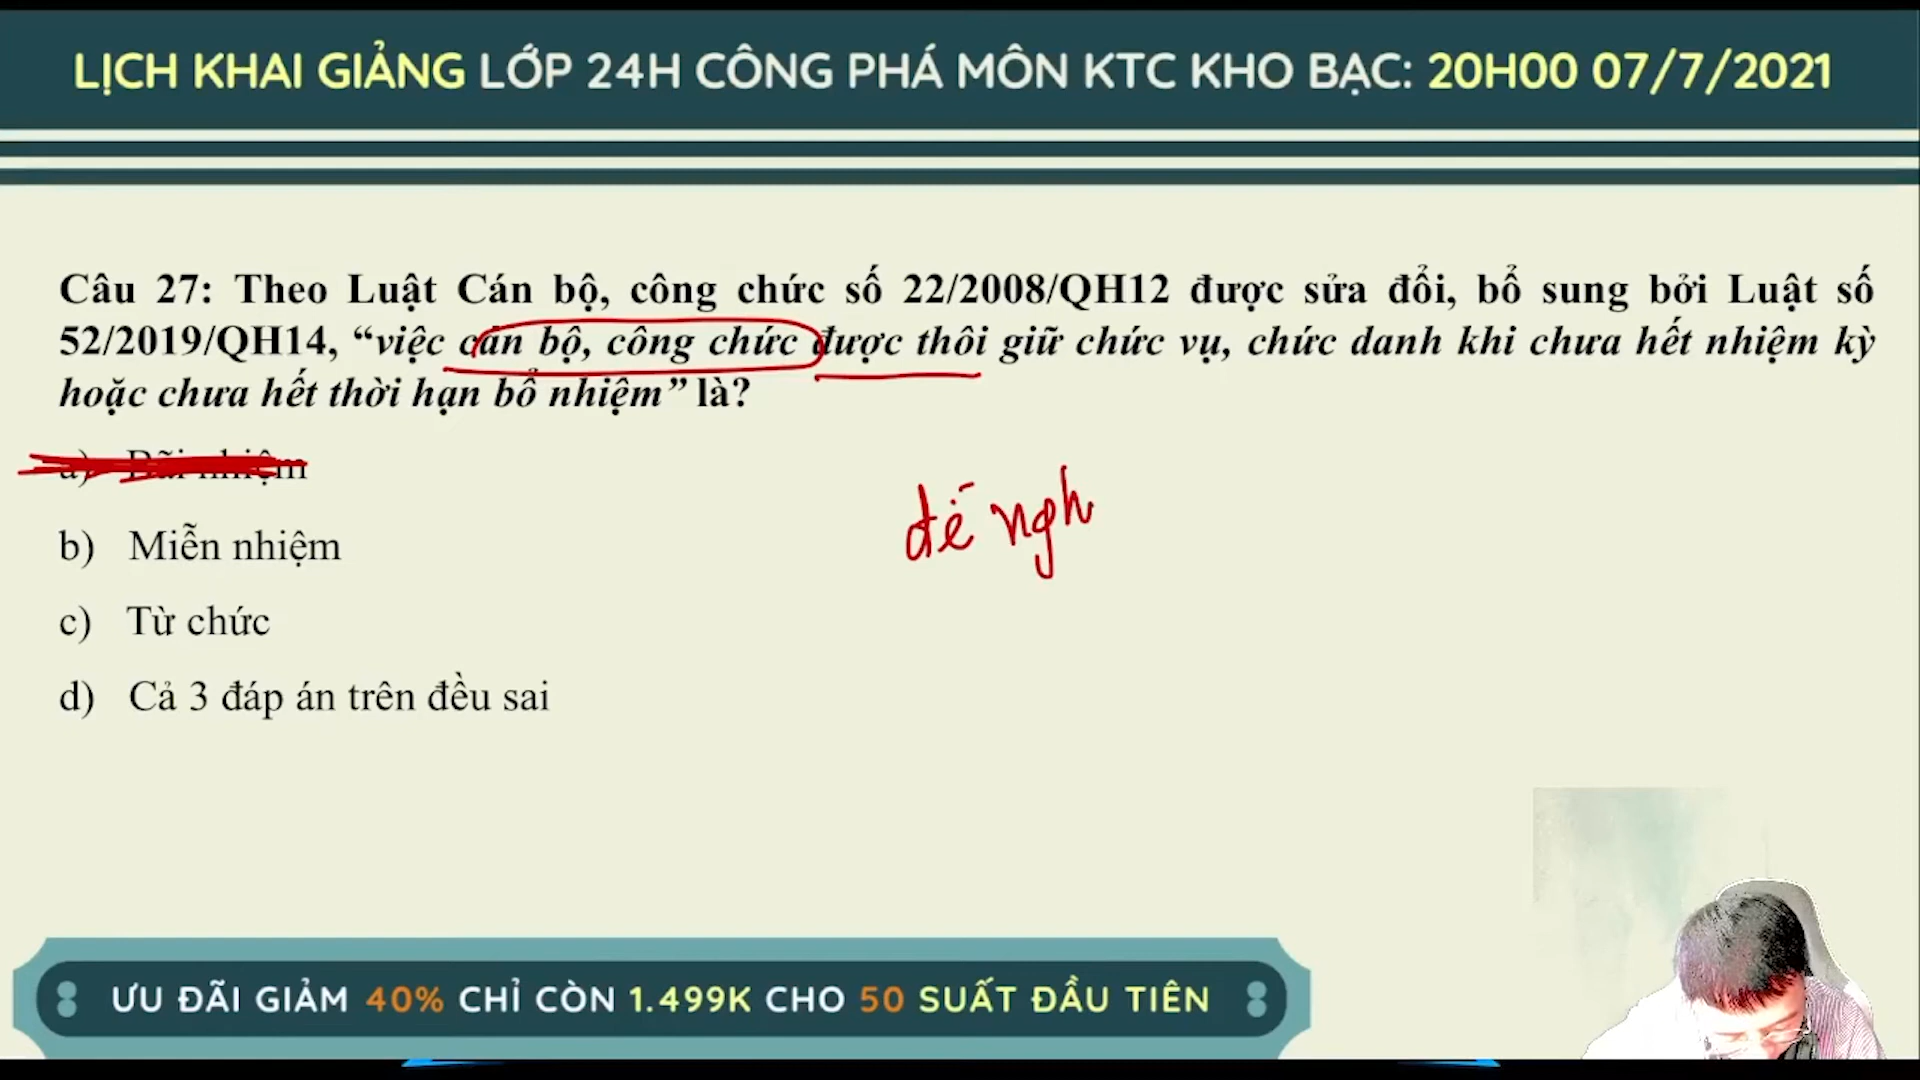 LỊCH KHAI GIẢNG LỚP 24H CÔNG PHÁ MÔN KTC KHO BẠC: 20H00 07/7/2021
Câu 27: Theo Luật Cán bộ, công chức số 22/2008/QH12 được sửa đổi, bổ sung bởi Luật số
52/2019/QH14, “việc cán bộ, công chức được thôi giữ chức vụ, chức danh khi chưa hết nhiệm kỳ
hoặc chưa hết thời hạn bổ nhiệm” là?
a) Bãi nhiệm
đề ngh
b) Miễn nhiệm
c) Từ chức
d) Cả 3 đáp án trên đều sai
ƯU ĐÃI GIẢM 40% CHỈ CÒN 1.499K CHO 50 SUẤT ĐẦU TIÊN